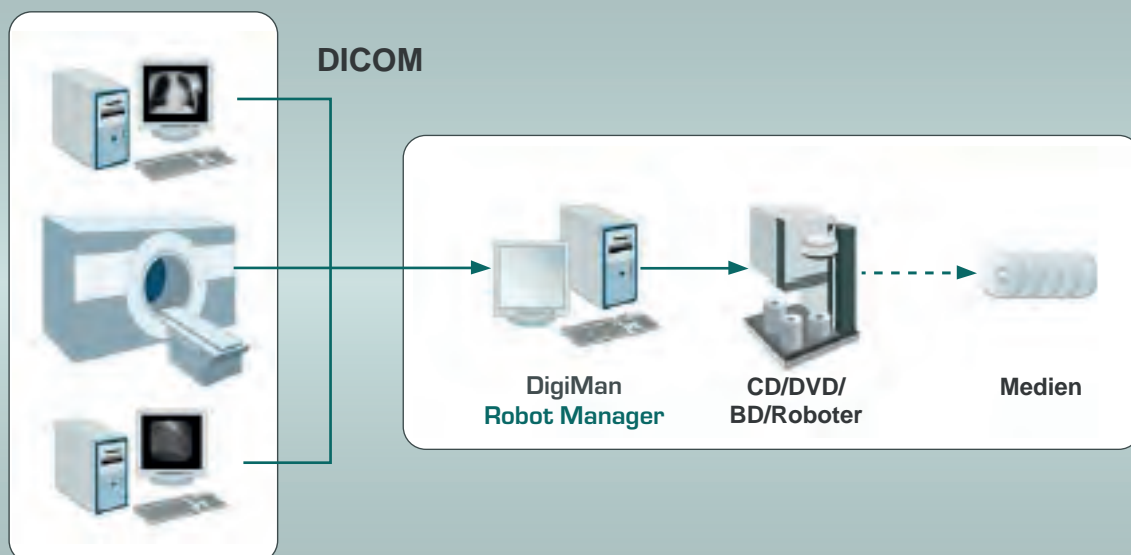 DICOM
DigiMan
Robot Manager
CD/DVD/
BD/Roboter
Medien